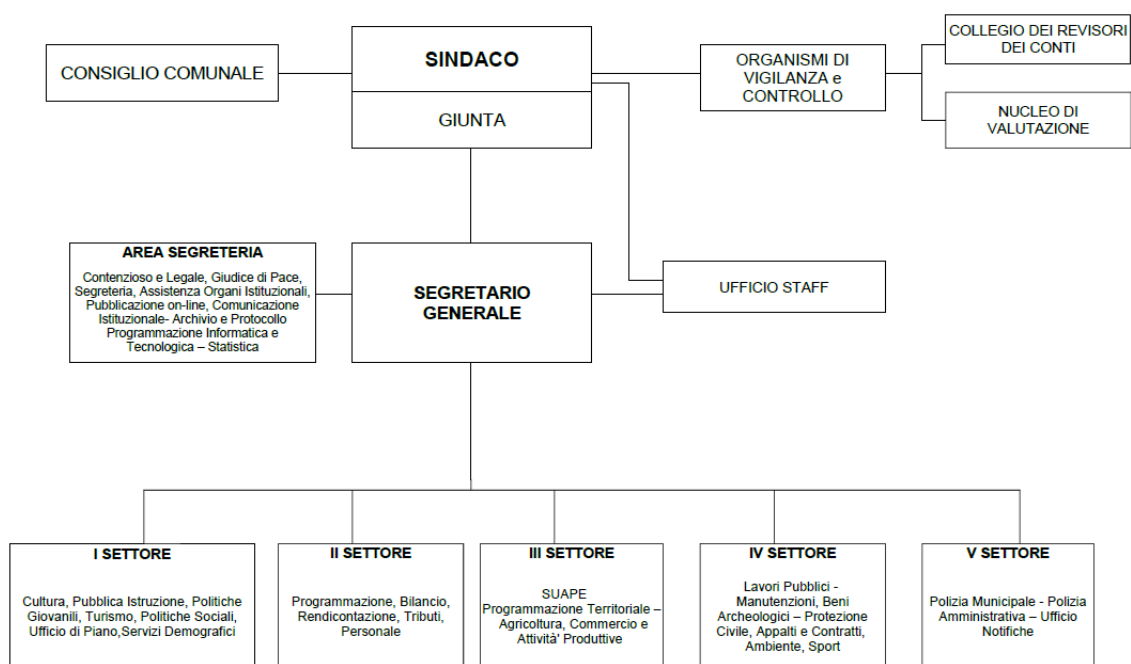 CONSIGLIO COMUNALE
SINDACO
GIUNTA
ORGANISMI DI
VIGILANZA e
CONTROLLO
COLLEGIO DEI REVISORI
DEI CONTI
NUCLEO DI
VALUTAZIONE
AREA SEGRETERIA
Contenzioso e Legale, Giudice di Pace,
Segreteria, Assistenza Organi Istituzionali,
Pubblicazione on-line, Comunicazione
Istituzionale- Archivio e Protocollo
Programmazione Informatica e
Tecnologica – Statistica
SEGRETARIO
GENERALE
UFFICIO STAFF
I SETTORE
Cultura, Pubblica Istruzione, Politiche
Giovanili, Turismo, Politiche Sociali,
Ufficio di Piano,Servizi Demografici
II SETTORE
Programmazione, Bilancio,
Rendicontazione, Tributi,
Personale
III SETTORE
SUAPE
Programmazione Territoriale –
Agricoltura, Commercio e
Attività' Produttive
IV SETTORE
Lavori Pubblici -
Manutenzioni, Beni
Archeologici – Protezione
Civile, Appalti e Contratti,
Ambiente, Sport
V SETTORE
Polizia Municipale - Polizia
Amministrativa – Ufficio
Notifiche